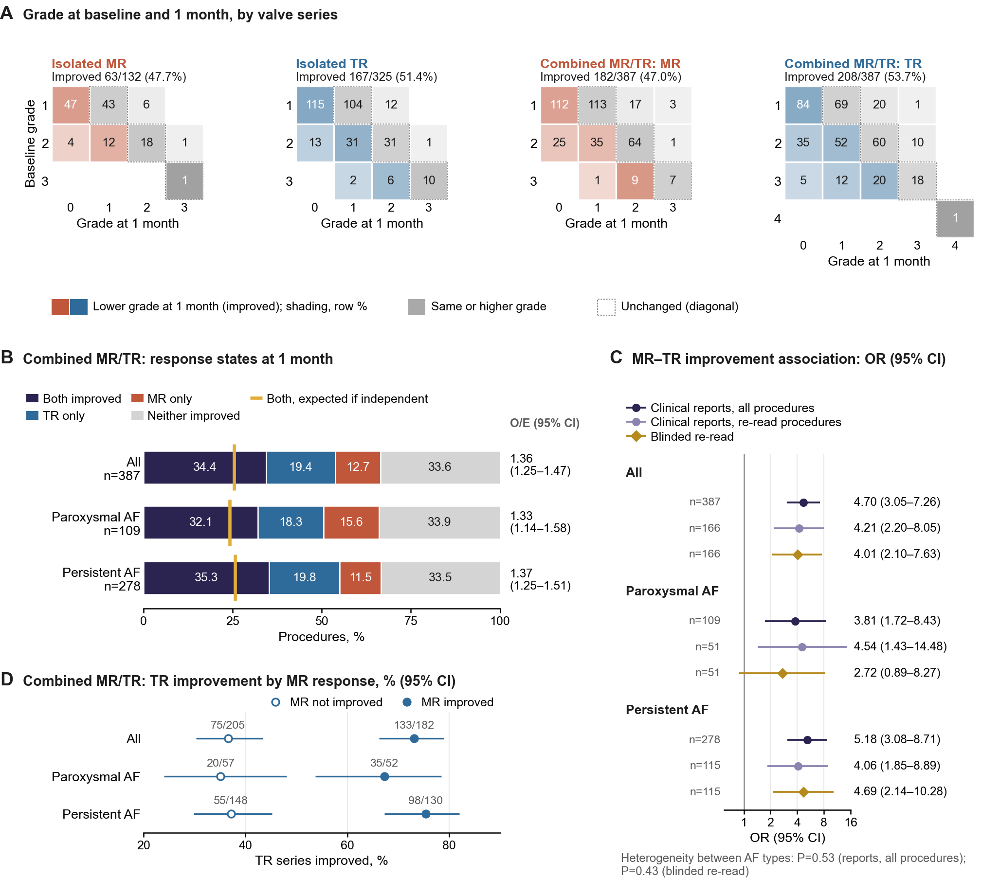 A Grade at baseline and 1 month, by valve series
Isolated MR
Improved 63/132 (47.7%)
Baseline grade
1 47 43 6
2 4 12 18 1
3 1
0 1 2 3
Grade at 1 month
Isolated TR
Improved 167/325 (51.4%)
1 115 104 12
2 13 31 31 1
3 2 6 10
0 1 2 3
Grade at 1 month
Combined MR/TR: MR
Improved 182/387 (47.0%)
1 112 113 17 3
2 25 35 64 1
3 1 9 7
0 1 2 3
Grade at 1 month
Combined MR/TR: TR
Improved 208/387 (53.7%)
1 84 69 20 1
2 35 52 60 10
3 5 12 20 18
4 1
0 1 2 3 4
Grade at 1 month
Lower grade at 1 month (improved); shading, row %
Same or higher grade
Unchanged (diagonal)
B Combined MR/TR: response states at 1 month
Both improved
MR only
Both, expected if independent
TR only
Neither improved
O/E (95% CI)
All
n=387
34.4 19.4 12.7 33.6
1.36
(1.25–1.47)
Paroxysmal AF
n=109
32.1 18.3 15.6 33.9
1.33
(1.14–1.58)
Persistent AF
n=278
35.3 19.8 11.5 33.5
1.37
(1.25–1.51)
0 25 50 75 100
Procedures, %
C MR–TR improvement association: OR (95% CI)
Clinical reports, all procedures
Clinical reports, re-read procedures
Blinded re-read
All
n=387 4.70 (3.05–7.26)
n=166 4.21 (2.20–8.05)
n=166 4.01 (2.10–7.63)
Paroxysmal AF
n=109 3.81 (1.72–8.43)
n=51 4.54 (1.43–14.48)
n=51 2.72 (0.89–8.27)
Persistent AF
n=278 5.18 (3.08–8.71)
n=115 4.06 (1.85–8.89)
n=115 4.69 (2.14–10.28)
1 2 4 8 16
OR (95% CI)
Heterogeneity between AF types: P=0.53 (reports, all procedures);
P=0.43 (blinded re-read)
D Combined MR/TR: TR improvement by MR response, % (95% CI)
MR not improved
MR improved
75/205 133/182
All
20/57 35/52
Paroxysmal AF
55/148 98/130
Persistent AF
20 40 60 80
TR series improved, %